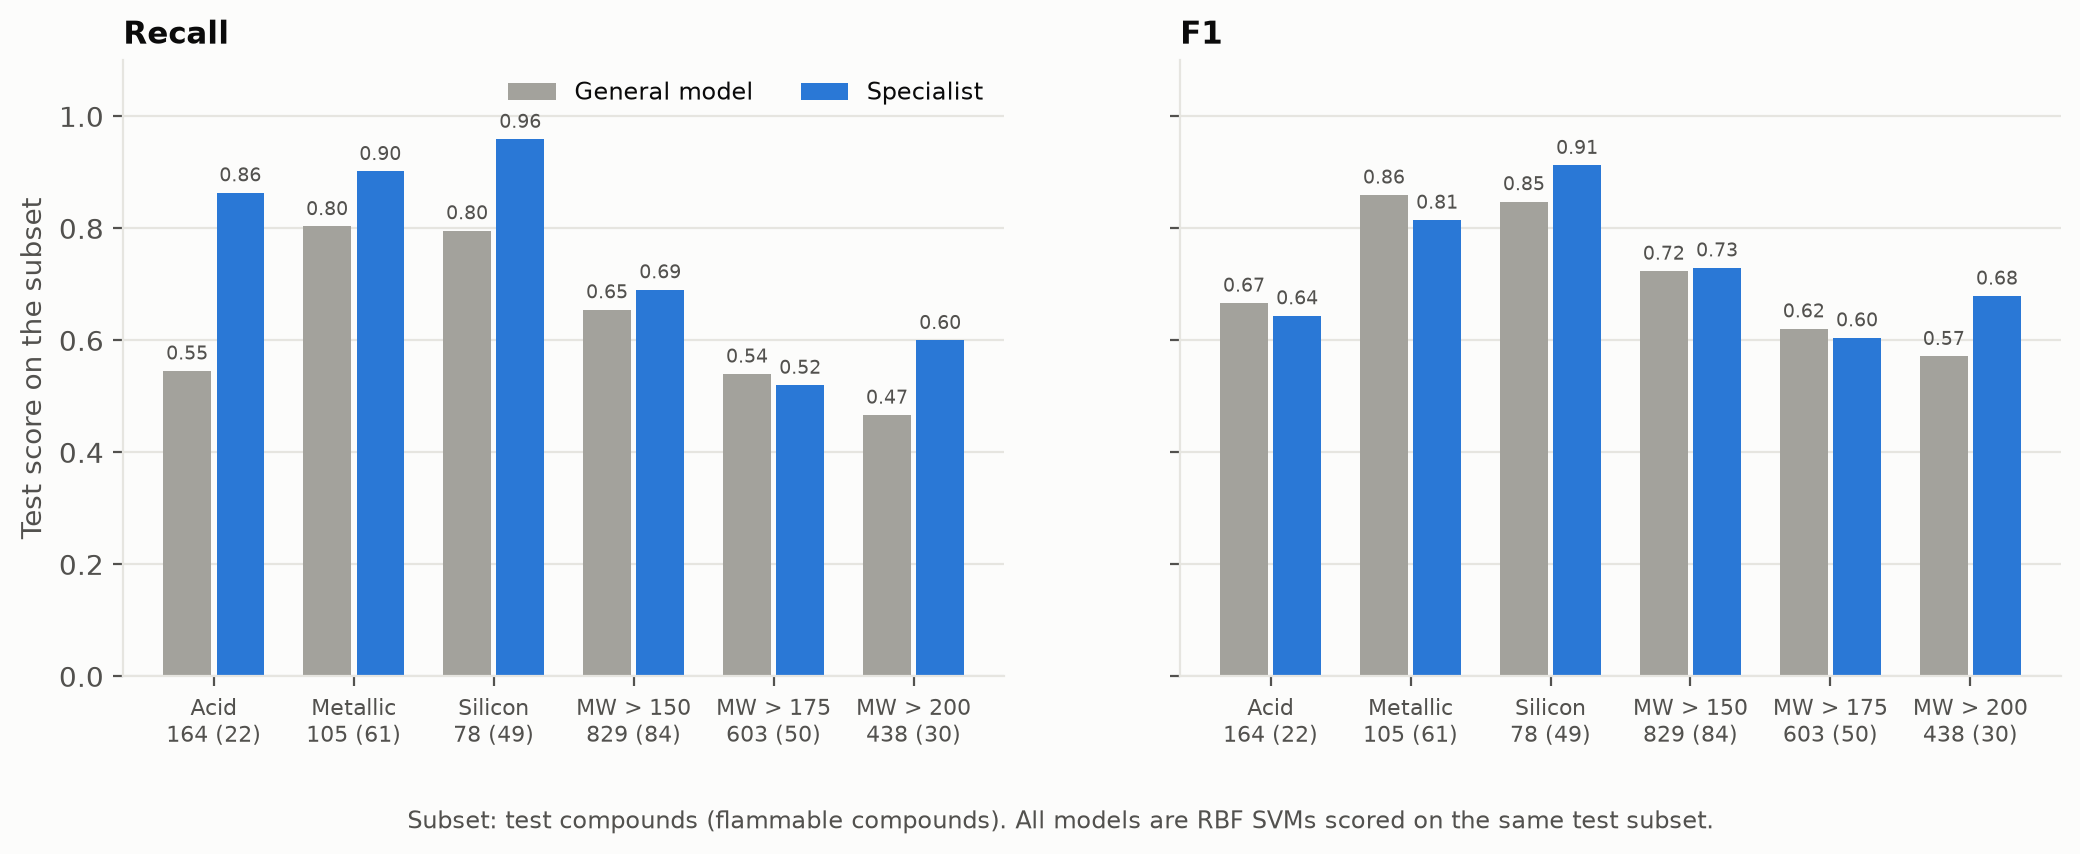 Recall
General model
Specialist
Test score on the subset
1.0
0.8
0.6
0.4
0.2
0.0
0.55
0.86
0.80
0.90
0.80
0.96
0.65
0.69
0.54
0.52
0.47
0.60
Acid
164 (22)
Metallic
105 (61)
Silicon
78 (49)
MW > 150
829 (84)
MW > 175
603 (50)
MW > 200
438 (30)
F1
0.67
0.64
0.86
0.81
0.85
0.91
0.72
0.73
0.62
0.60
0.57
0.68
Acid
164 (22)
Metallic
105 (61)
Silicon
78 (49)
MW > 150
829 (84)
MW > 175
603 (50)
MW > 200
438 (30)
Subset: test compounds (flammable compounds). All models are RBF SVMs scored on the same test subset.